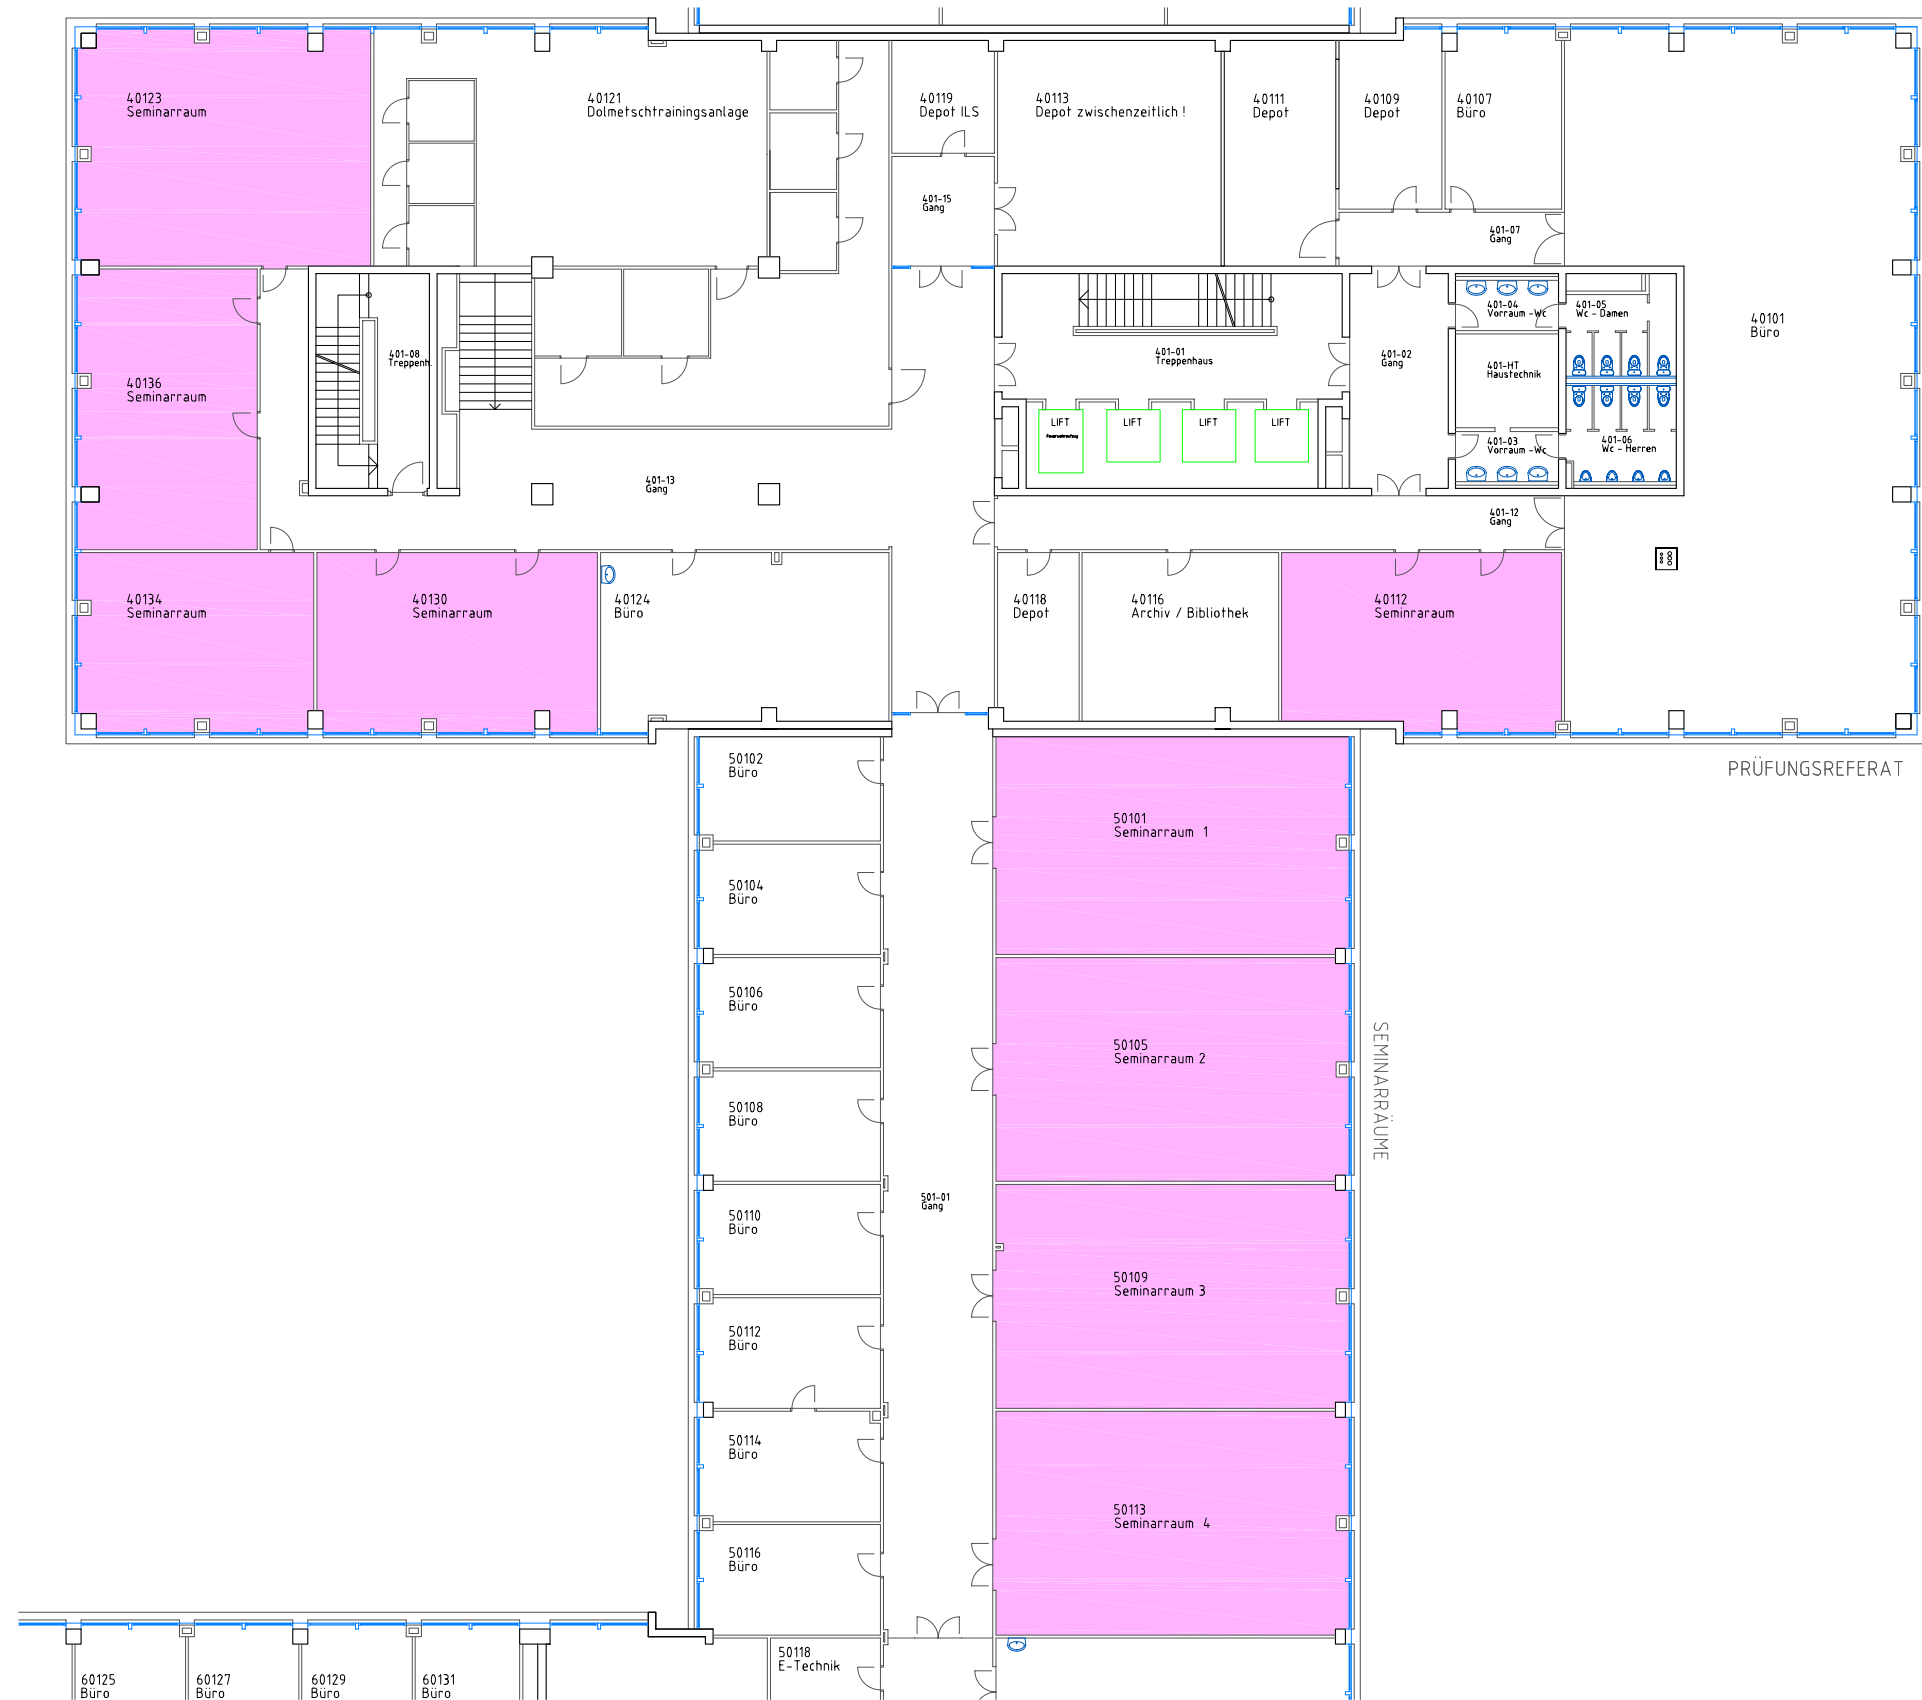 40123
Seminarraum
40121
Dolmetschtrainingsanlage
40119
Depot ILS
40113
Depot zwischenzeitlich !
40111
Depot
40109
Depot
40107
Büro
401-15
Gang
401-07
Gang
401-04
Vorraum -Wc
401-05
Wc - Damen
40101
Büro
401-08
Treppenh.
401-01
Treppenhaus
401-02
Gang
401-HT
Haustechnik
40136
Seminarraum
LIFT
Feuerwehraufzug
LIFT
LIFT
LIFT
401-03
Vorraum -Wc
401-06
Wc - Herren
401-13
Gang
401-12
Gang
40134
Seminarraum
40130
Seminarraum
40124
Büro
40118
Depot
40116
Archiv / Bibliothek
40112
Seminraraum
PRÜFUNGSREFERAT
50102
Büro
50101
Seminarraum 1
50104
Büro
50106
Büro
50105
Seminarraum 2
SEMINARRÄUME
50108
Büro
501-01
Gang
50110
Büro
50109
Seminarraum 3
50112
Büro
50114
Büro
50113
Seminarraum 4
50116
Büro
50118
E-Technik
60125
Büro
60127
Büro
60129
Büro
60131
Büro